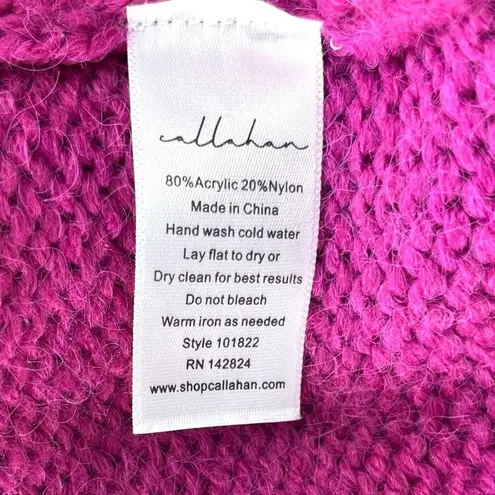 callahan
80%Acrylic 20%Nylon
Made in China
Hand wash cold water
Lay flat to dry or
Dry clean for best results
Do not bleach
Warm iron as needed
Style 101822
RN 142824
www.shopcallahan.com